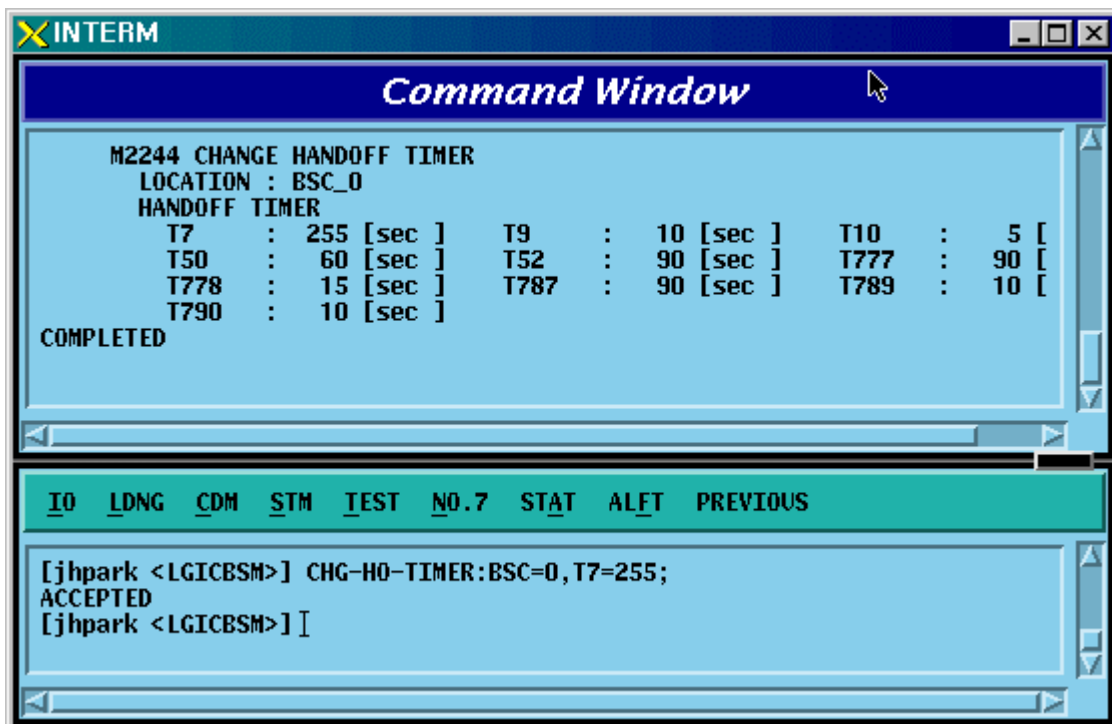 INTERM
Command Window
M2244 CHANGE HANDOFF TIMER
LOCATION : BSC_0
HANDOFF TIMER
T7 : 255 [sec ] T9 : 10 [sec ] T10 : 5 [
T50 : 60 [sec ] T52 : 90 [sec ] T777 : 90 [
T778 : 15 [sec ] T787 : 90 [sec ] T789 : 10 [
T790 : 10 [sec ]
COMPLETED
IO LDNG CDM STM TEST NO.7 STAT ALFT PREVIOUS
[jhpark <LGICBSM>] CHG-HO-TIMER:BSC=0,T7=255;
ACCEPTED
[jhpark <LGICBSM>]